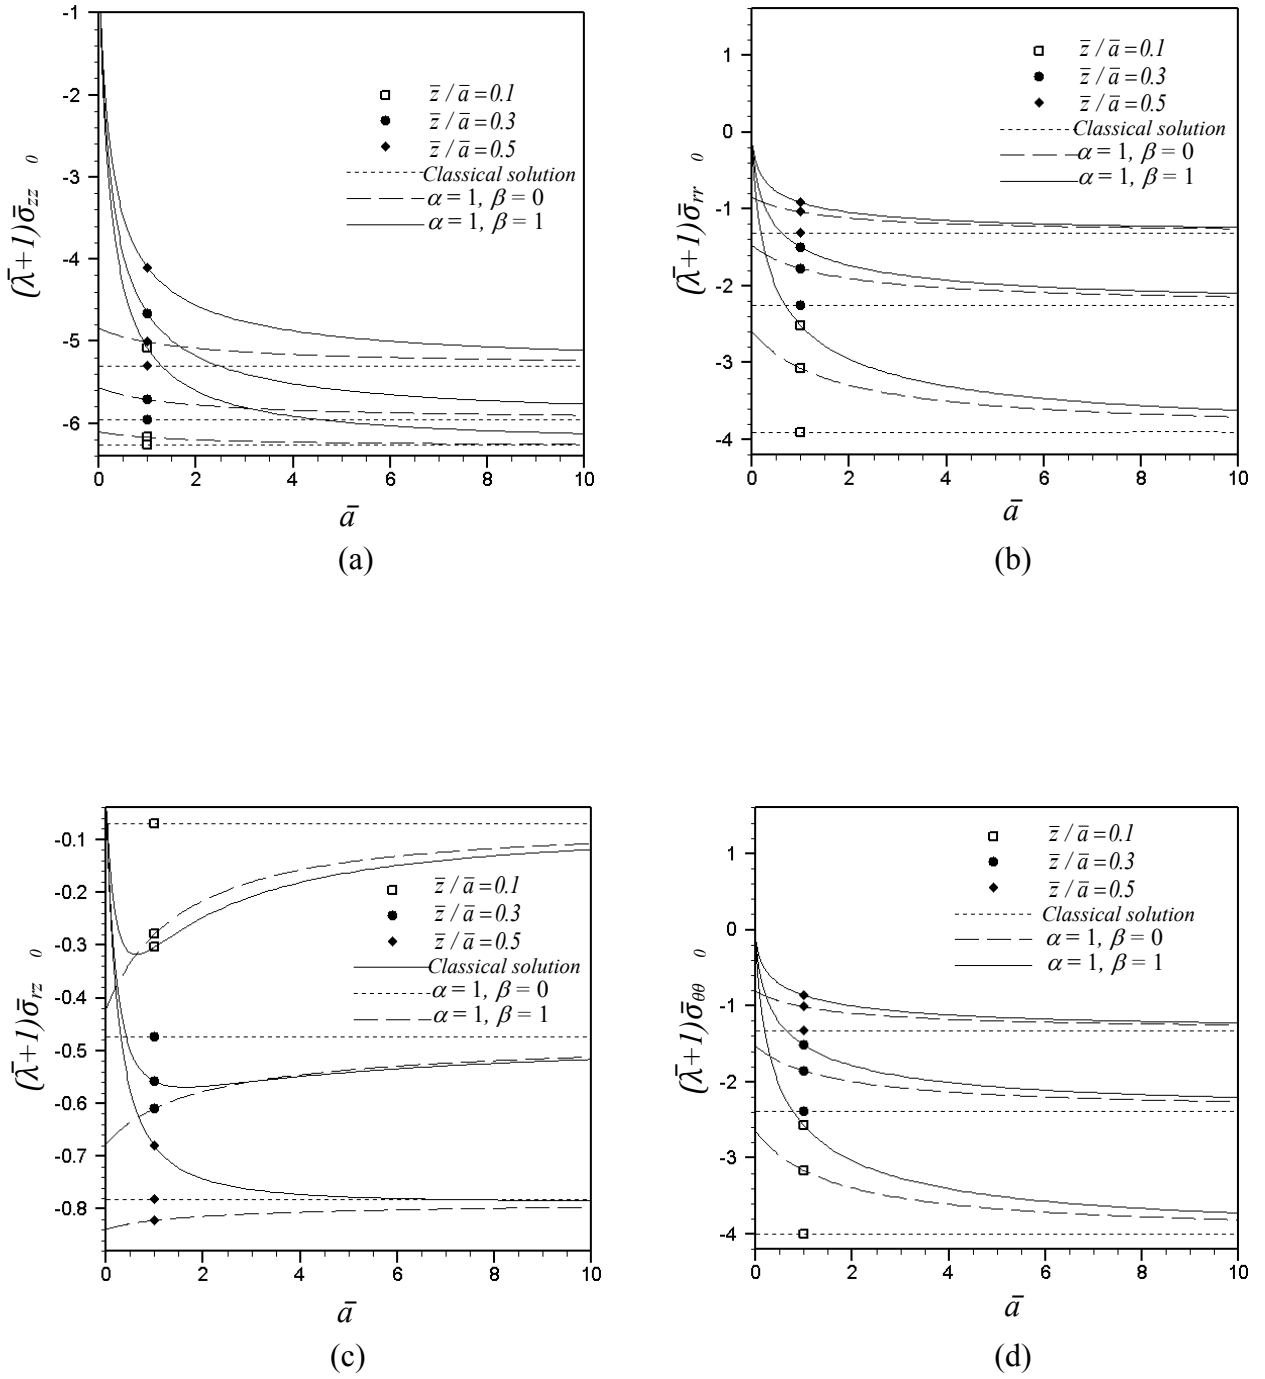 -1
-2
-3
-4
-5
-6
0 2 4 6 8 10
(λ̄+1)σ̄zz 0
z̄ / ā = 0.1
z̄ / ā = 0.3
z̄ / ā = 0.5
Classical solution
α = 1, β = 0
α = 1, β = 1
ā
(a)
1
0
-1
-2
-3
-4
0 2 4 6 8 10
(λ̄+1)σ̄rr 0
z̄ / ā = 0.1
z̄ / ā = 0.3
z̄ / ā = 0.5
Classical solution
α = 1, β = 0
α = 1, β = 1
ā
(b)
-0.1
-0.2
-0.3
-0.4
-0.5
-0.6
-0.7
-0.8
0 2 4 6 8 10
(λ̄+1)σ̄rz 0
z̄ / ā = 0.1
z̄ / ā = 0.3
z̄ / ā = 0.5
Classical solution
α = 1, β = 0
α = 1, β = 1
ā
(c)
1
0
-1
-2
-3
-4
0 2 4 6 8 10
(λ̄+1)σ̄θθ 0
z̄ / ā = 0.1
z̄ / ā = 0.3
z̄ / ā = 0.5
Classical solution
α = 1, β = 0
α = 1, β = 1
ā
(d)